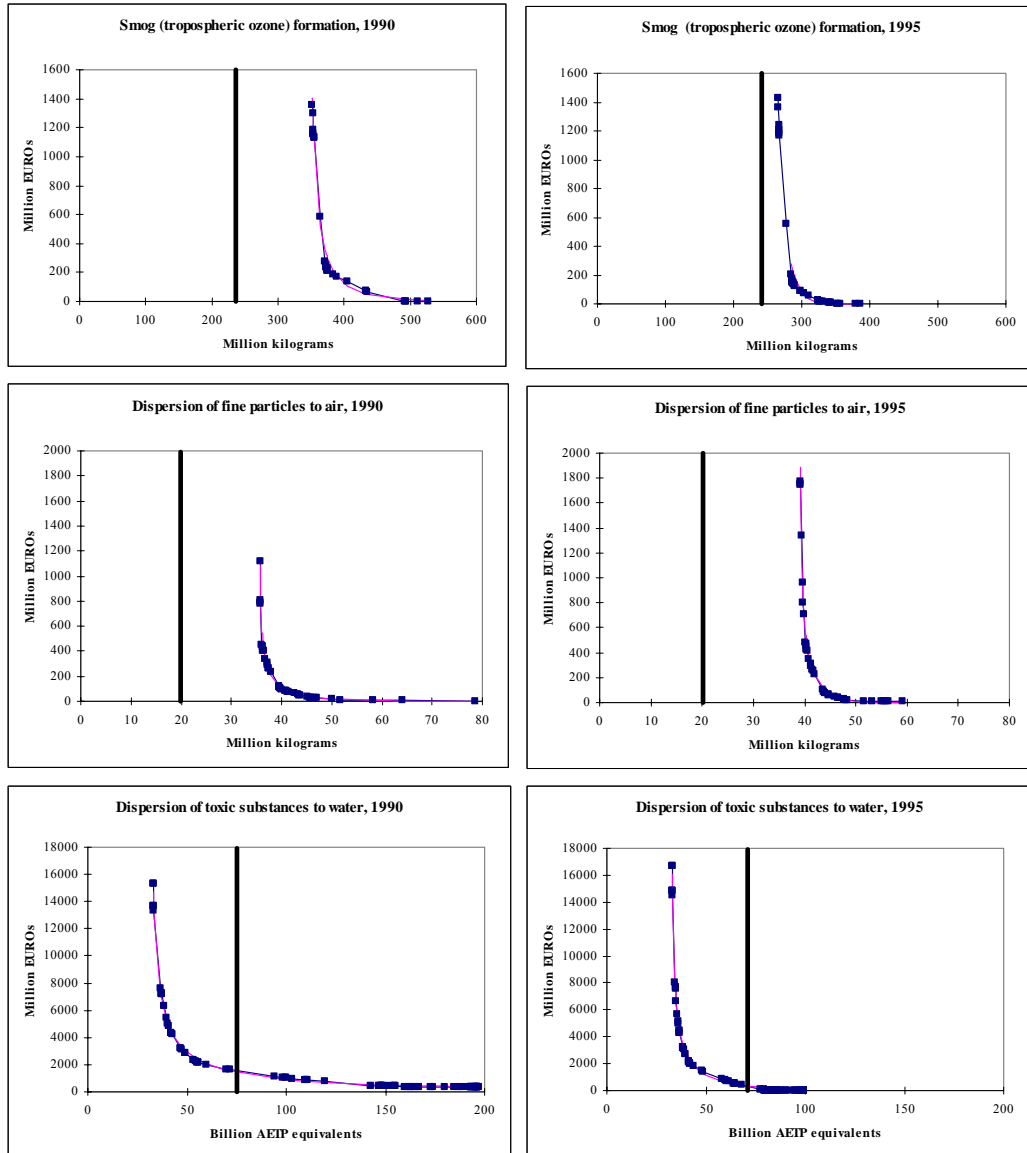 Smog (tropospheric ozone) formation, 1990
1600
1400
1200
1000
800
600
400
200
0
Million EUROs
0 100 200 300 400 500 600
Million kilograms
Smog (tropospheric ozone) formation, 1995
1600
1400
1200
1000
800
600
400
200
0
Million EUROs
0 100 200 300 400 500 600
Million kilograms
Dispersion of fine particles to air, 1990
2000
1800
1600
1400
1200
1000
800
600
400
200
0
Million EUROs
0 10 20 30 40 50 60 70 80
Million kilograms
Dispersion of fine particles to air, 1995
2000
1800
1600
1400
1200
1000
800
600
400
200
0
Million EUROs
0 10 20 30 40 50 60 70 80
Million kilograms
Dispersion of toxic substances to water, 1990
18000
16000
14000
12000
10000
8000
6000
4000
2000
0
Million EUROs
0 50 100 150 200
Billion AETP equivalents
Dispersion of toxic substances to water, 1995
18000
16000
14000
12000
10000
8000
6000
4000
2000
0
Million EUROs
0 50 100 150 200
Billion AETP equivalents